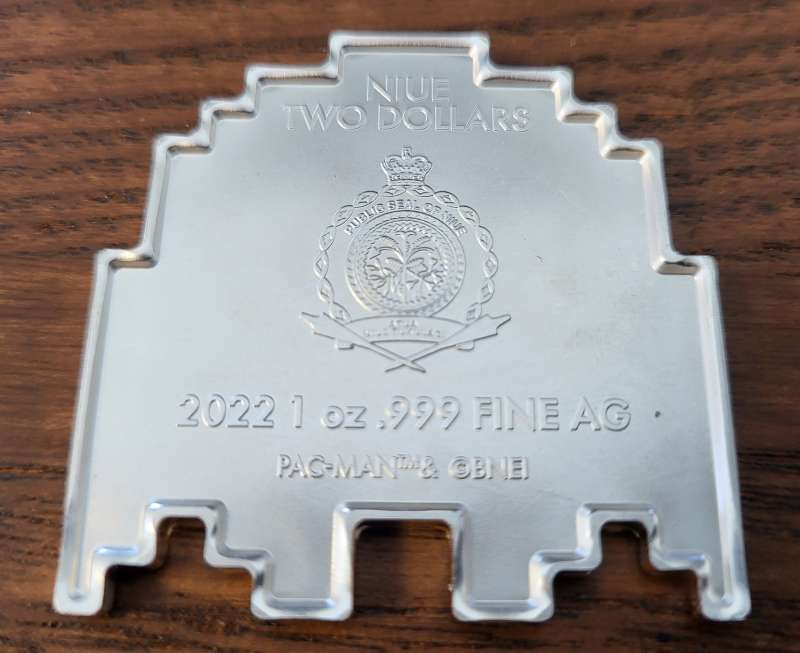 NIUE
TWO DOLLARS
PUBLIC SEAL OF NIUE
2022 1 oz .999 FINE AG
PAC-MAN™& ©BNEI